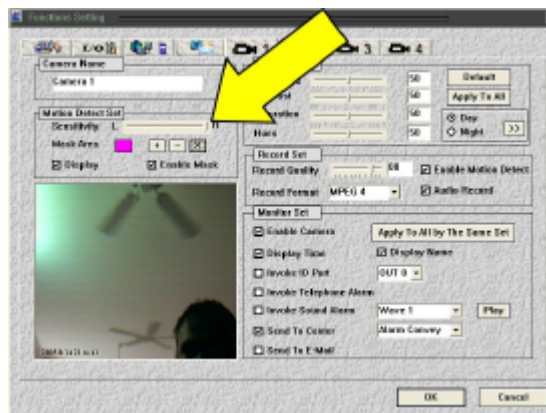 Functions Setting
I/O
1
3
4
Camera Name
Camera 1
Motion Detect Set
Sensitivity L H
Mask Area + -
Display
Enable Mask
50
50
50
Hues 50
Default
Apply To All
Day
Night
>>
Record Set
Record Quality
Enable Motion Detect
Record Format MPEG 4
Audio Record
Monitor Set
Enable Camera
Apply To All by The Same Set
Display Time
Display Name
Invoke IO Port OUT 0
Invoke Telephone Alarm
Invoke Sound Alarm Wave 1 Play
Send To Center Alarm Convey
Send To E-Mail
OK Cancel